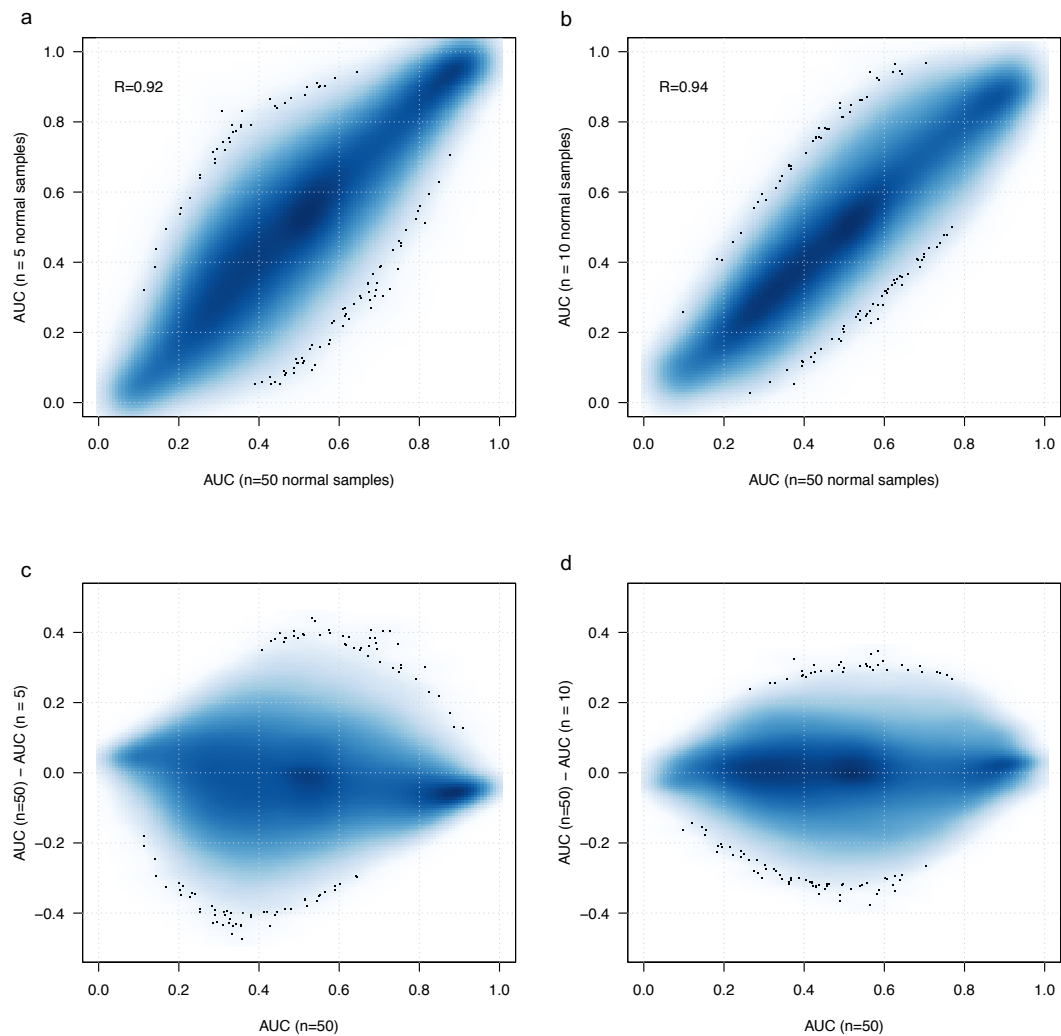 a
R=0.92
AUC (n = 5 normal samples)
1.0
0.8
0.6
0.4
0.2
0.0
0.0 0.2 0.4 0.6 0.8 1.0
AUC (n=50 normal samples)
b
R=0.94
AUC (n = 10 normal samples)
1.0
0.8
0.6
0.4
0.2
0.0
0.0 0.2 0.4 0.6 0.8 1.0
AUC (n=50 normal samples)
c
AUC (n=50) − AUC (n = 5)
0.4
0.2
0.0
−0.2
−0.4
0.0 0.2 0.4 0.6 0.8 1.0
AUC (n=50)
d
AUC (n=50) − AUC (n = 10)
0.4
0.2
0.0
−0.2
−0.4
0.0 0.2 0.4 0.6 0.8 1.0
AUC (n=50)